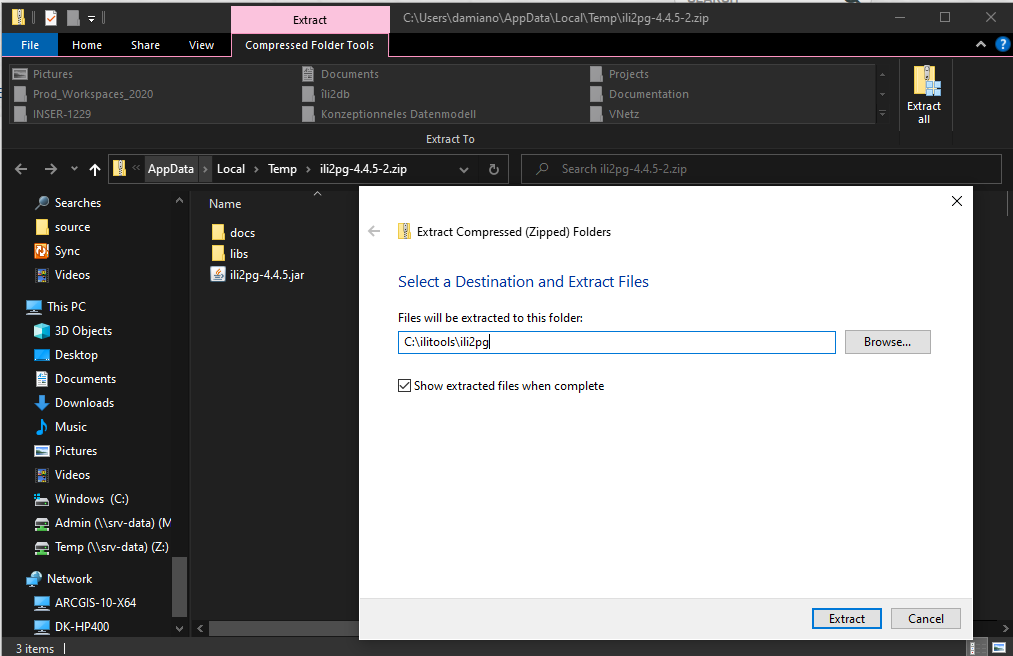 Extract
C:\Users\damiano\AppData\Local\Temp\ili2pg-4.4.5-2.zip
File
Home
Share
View
Compressed Folder Tools
Pictures
Documents
Projects
Prod_Workspaces_2020
ili2db
Documentation
INSER-1229
Konzeptionneles Datenmodell
VNetz
Extract To
Extract
all
AppData
Local
Temp
ili2pg-4.4.5-2.zip
Search ili2pg-4.4.5-2.zip
Searches
source
Sync
Videos
This PC
3D Objects
Desktop
Documents
Downloads
Music
Pictures
Videos
Windows (C:)
Admin (\\srv-data) (M
Temp (\\srv-data) (Z:)
Network
ARCGIS-10-X64
DK-HP400
Name
docs
libs
ili2pg-4.4.5.jar
Extract Compressed (Zipped) Folders
Select a Destination and Extract Files
Files will be extracted to this folder:
C:\ilitools\ili2pg
Browse...
Show extracted files when complete
Extract
Cancel
3 items